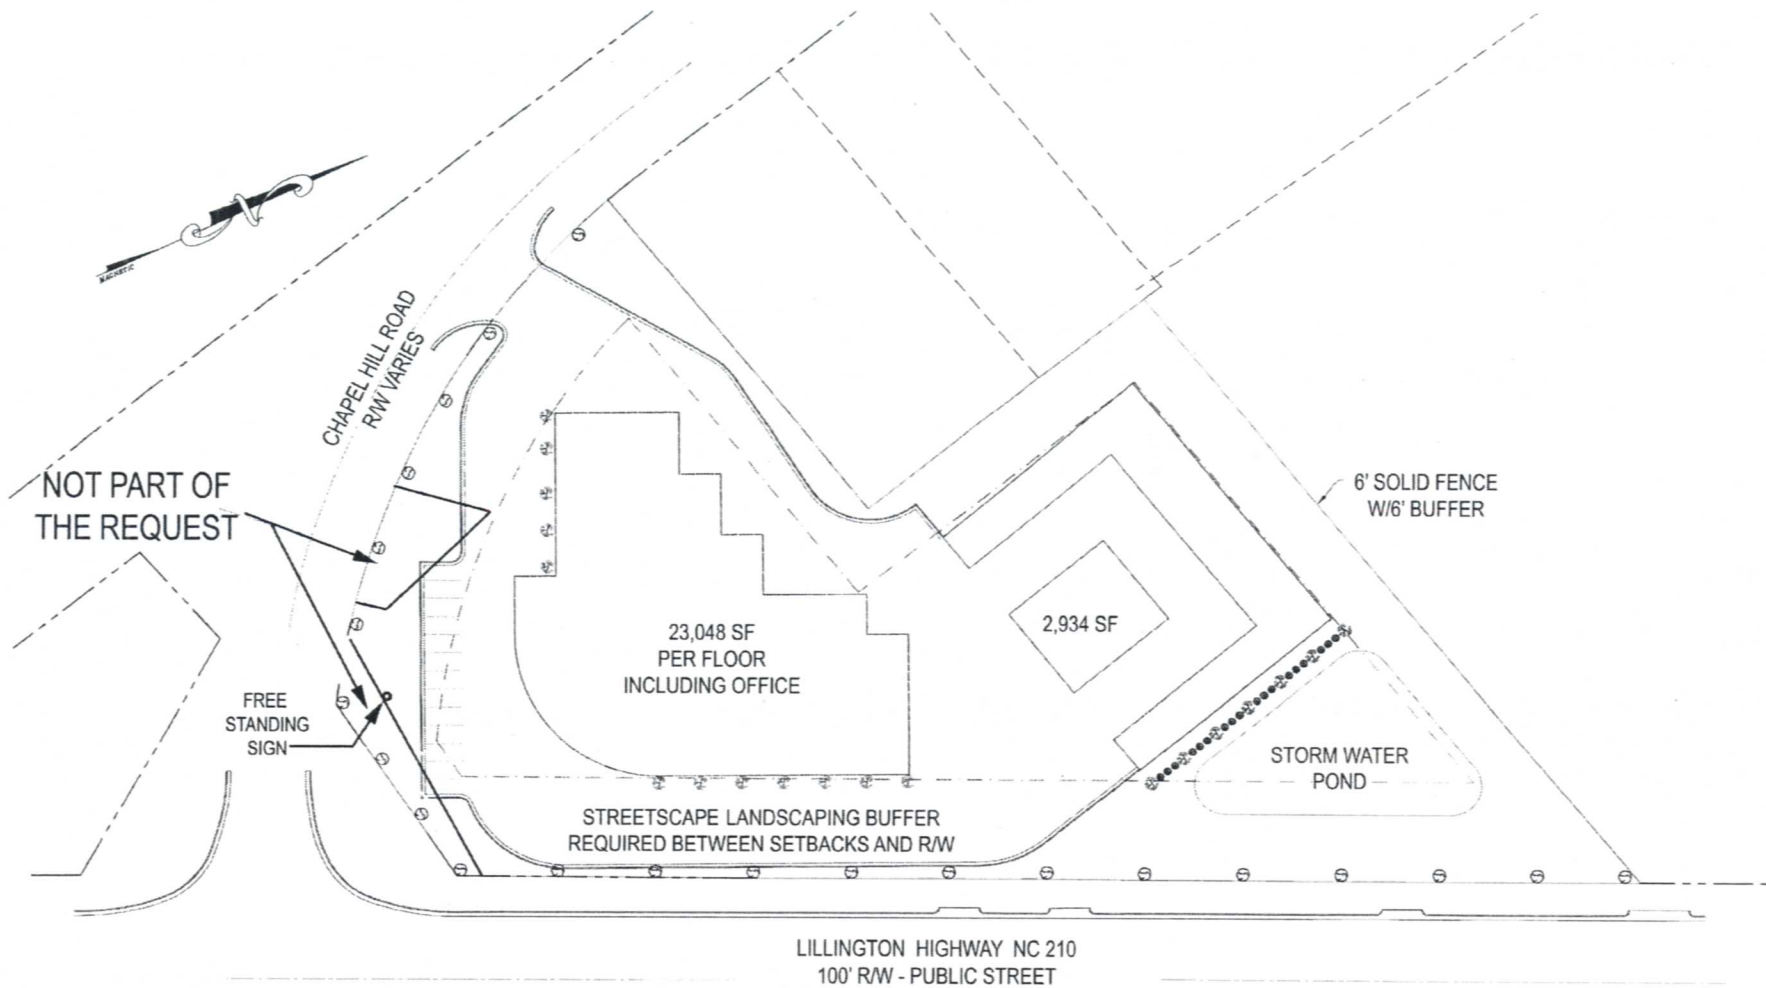 MAGNETIC
N
CHAPEL HILL ROAD
R/W VARIES
NOT PART OF
THE REQUEST
6' SOLID FENCE
W/6' BUFFER
23,048 SF
PER FLOOR
INCLUDING OFFICE
2,934 SF
FREE
STANDING
SIGN
STORM WATER
POND
STREETSCAPE LANDSCAPING BUFFER
REQUIRED BETWEEN SETBACKS AND R/W
LILLINGTON HIGHWAY NC 210
100' R/W - PUBLIC STREET